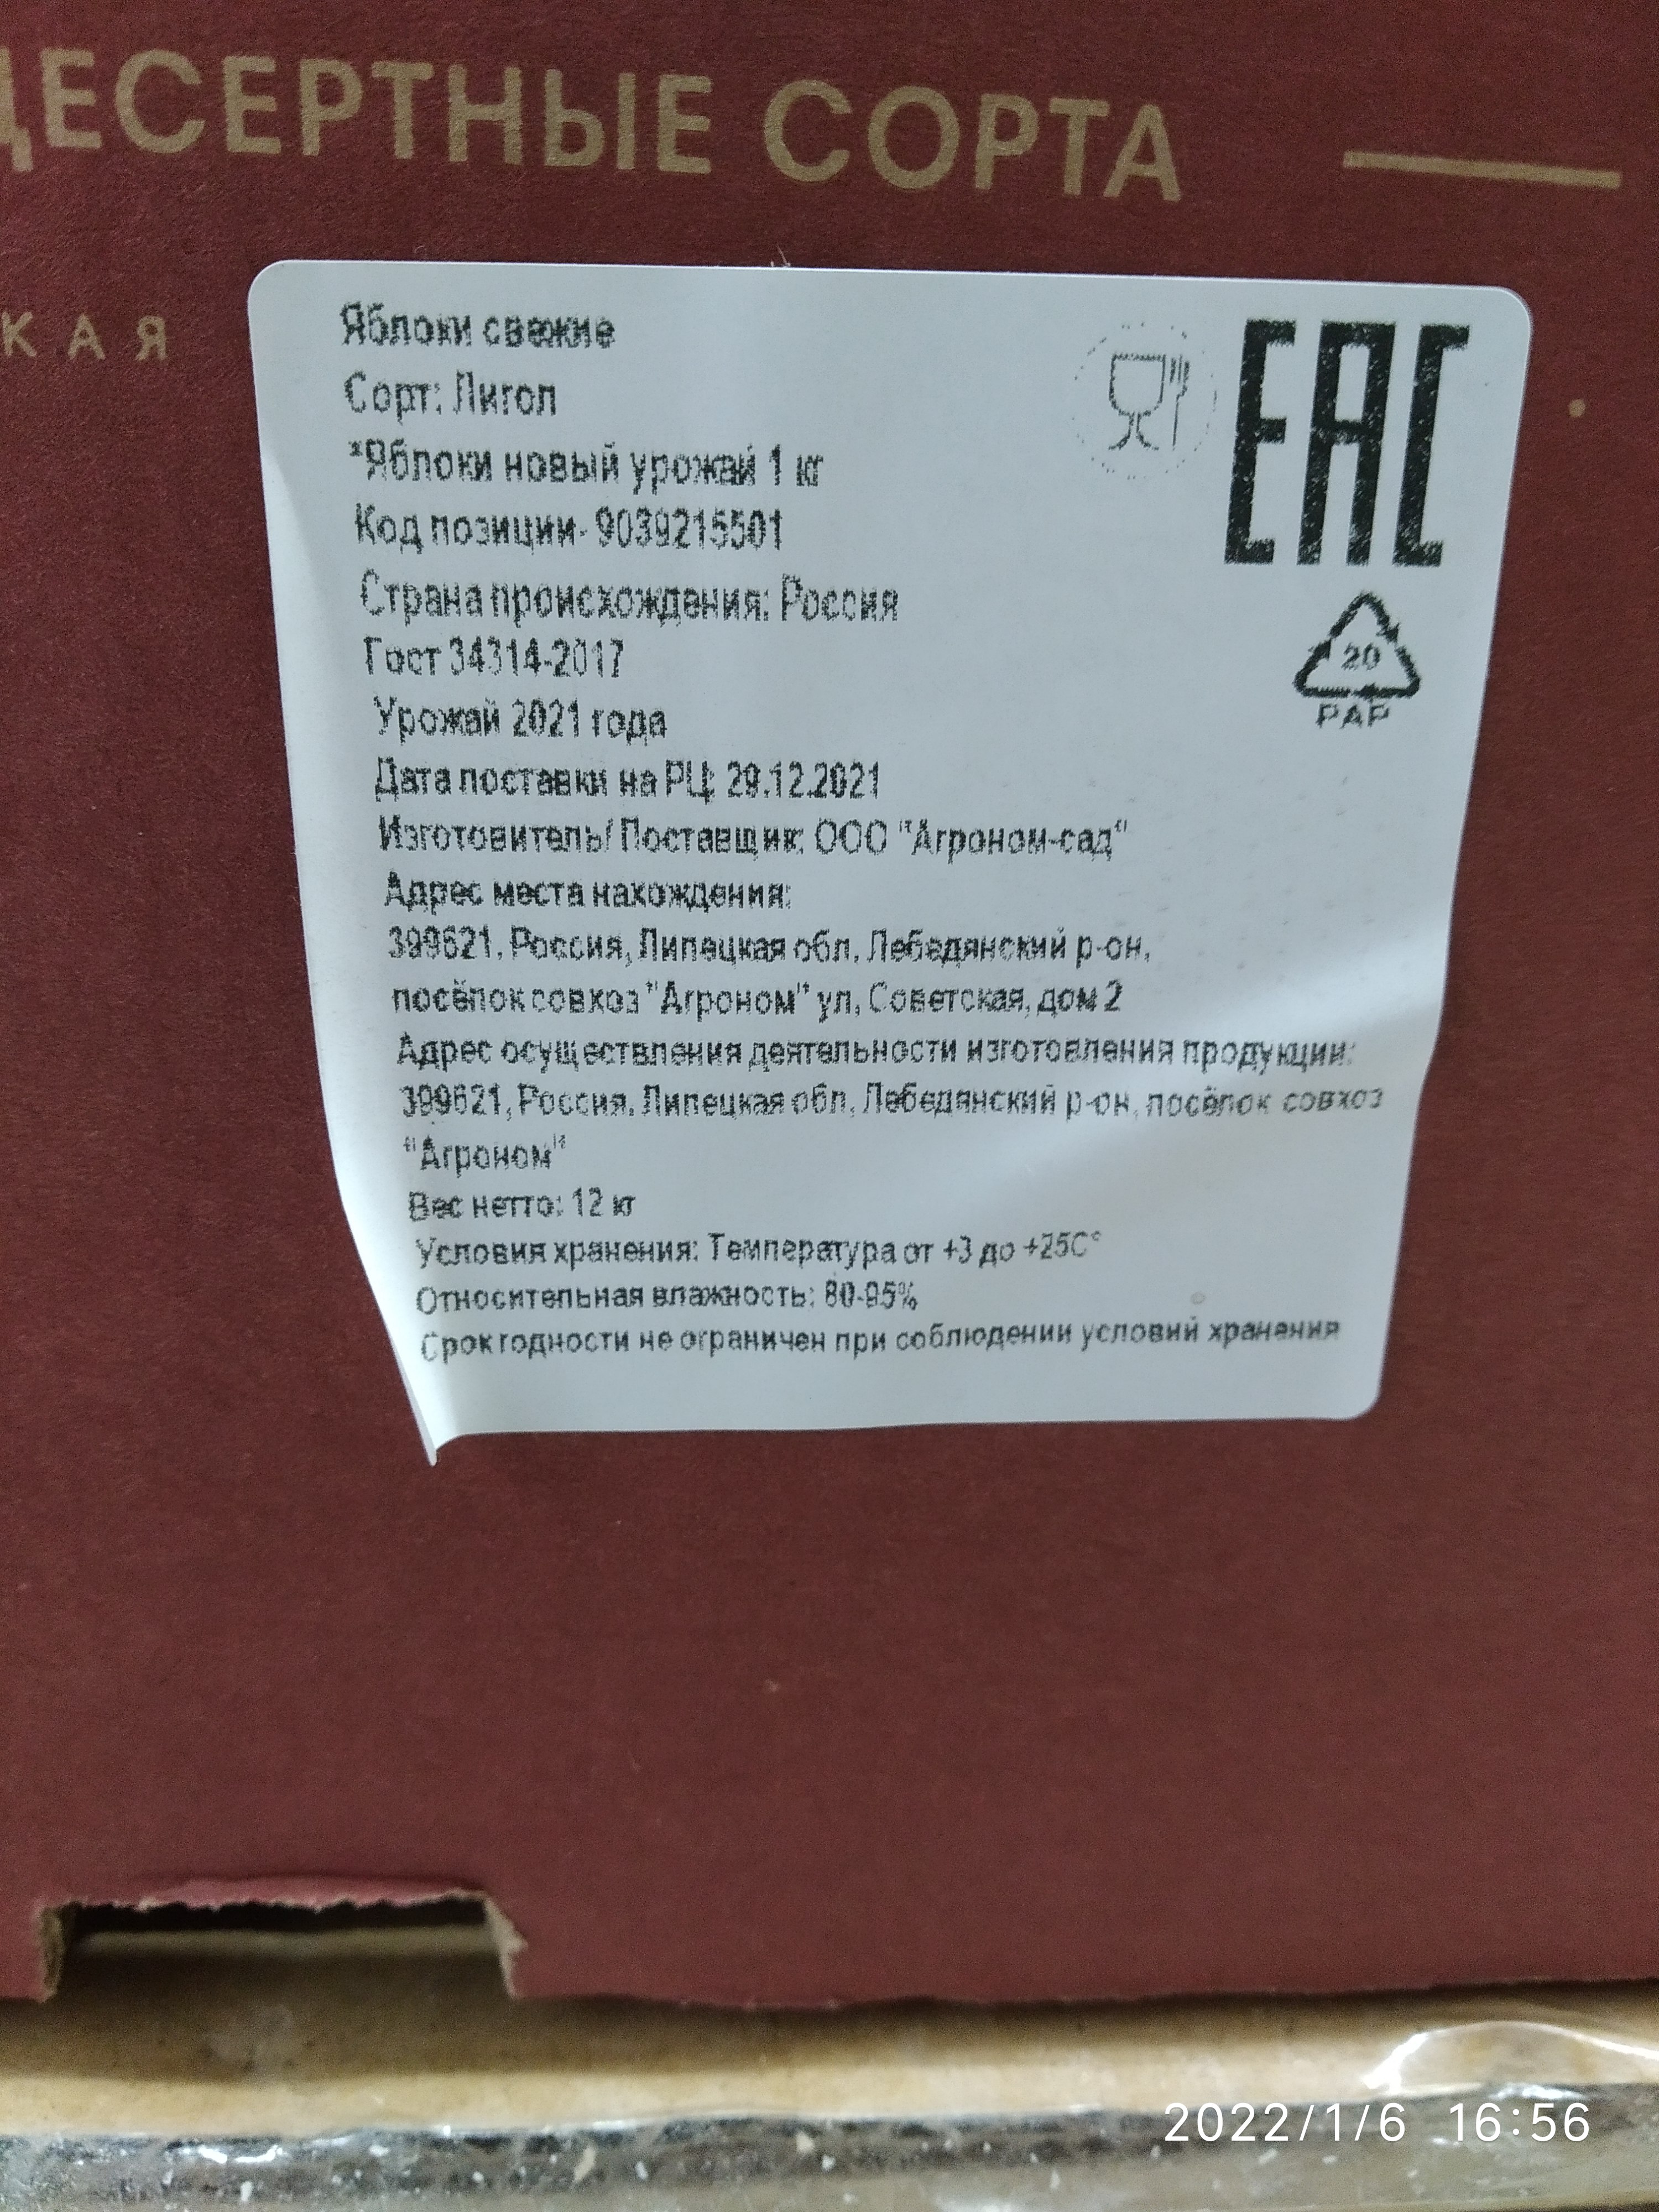 ДЕСЕРТНЫЕ СОРТА
КАЯ
Яблоки свежие
Сорт: Лигол
*Яблоки новый урожай 1 кг
Код позиции- 9039215501
Страна происхождения: Россия
Гост 34314-2017
Урожай 2021 года
Дата поставки на РЦ: 29.12.2021
Изготовитель/ Поставщик: ООО "Агроном-сад"
Адрес места нахождения:
399621, Россия, Липецкая обл, Лебедянский р-он,
посёлок совхоз "Агроном" ул, Советская, дом 2
Адрес осуществления деятельности изготовления продукции:
399621, Россия, Липецкая обл, Лебедянский р-он, посёлок совхоз
"Агроном"
Вес нетто: 12 кг
Условия хранения: Температура от +3 до +25С°
Относительная влажность: 80-95%
Срок годности не ограничен при соблюдении условий хранения
ЕАС
20
PAP
2022/1/6 16:56